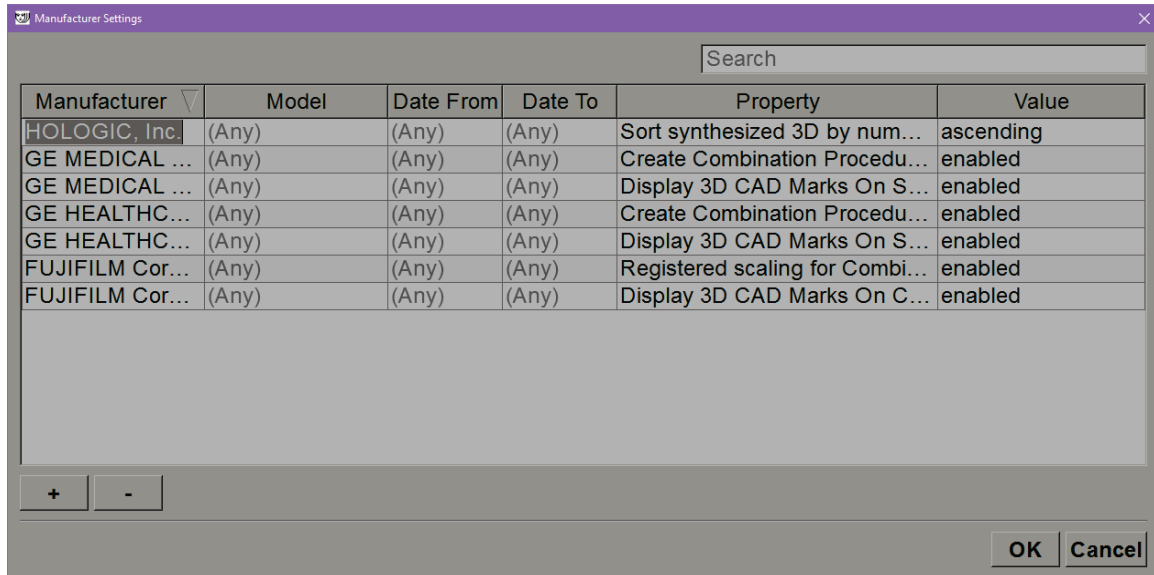 Manufacturer Settings
Search
Manufacturer Model Date From Date To Property Value
HOLOGIC, Inc. (Any) (Any) (Any) Sort synthesized 3D by num... ascending
GE MEDICAL ... (Any) (Any) (Any) Create Combination Procedu... enabled
GE MEDICAL ... (Any) (Any) (Any) Display 3D CAD Marks On S... enabled
GE HEALTHC... (Any) (Any) (Any) Create Combination Procedu... enabled
GE HEALTHC... (Any) (Any) (Any) Display 3D CAD Marks On S... enabled
FUJIFILM Cor... (Any) (Any) (Any) Registered scaling for Combi... enabled
FUJIFILM Cor... (Any) (Any) (Any) Display 3D CAD Marks On C... enabled
+ -
OK Cancel